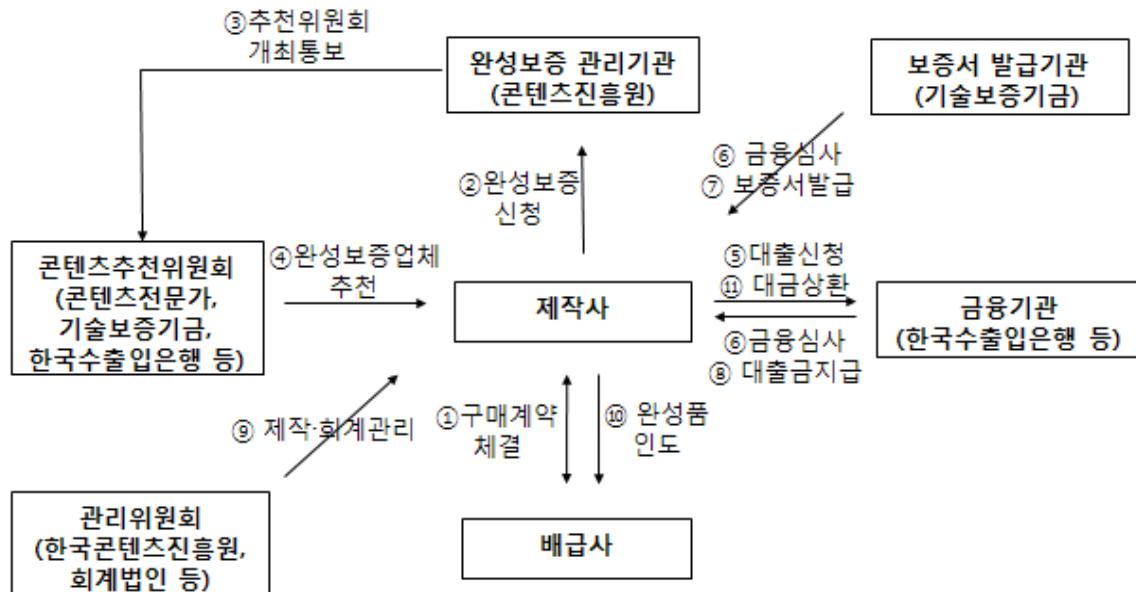 ③추천위원회
개최통보
완성보증 관리기관
(콘텐츠진흥원)
보증서 발급기관
(기술보증기금)
②완성보증
신청
⑥ 금융심사
⑦ 보증서발급
콘텐츠추천위원회
(콘텐츠전문가,
기술보증기금,
한국수출입은행 등)
④완성보증업체
추천
제작사
⑤대출신청
⑪ 대금상환
⑥금융심사
⑧ 대출금지급
금융기관
(한국수출입은행 등)
⑨ 제작·회계관리
①구매계약
체결
⑩ 완성품
인도
관리위원회
(한국콘텐츠진흥원,
회계법인 등)
배급사